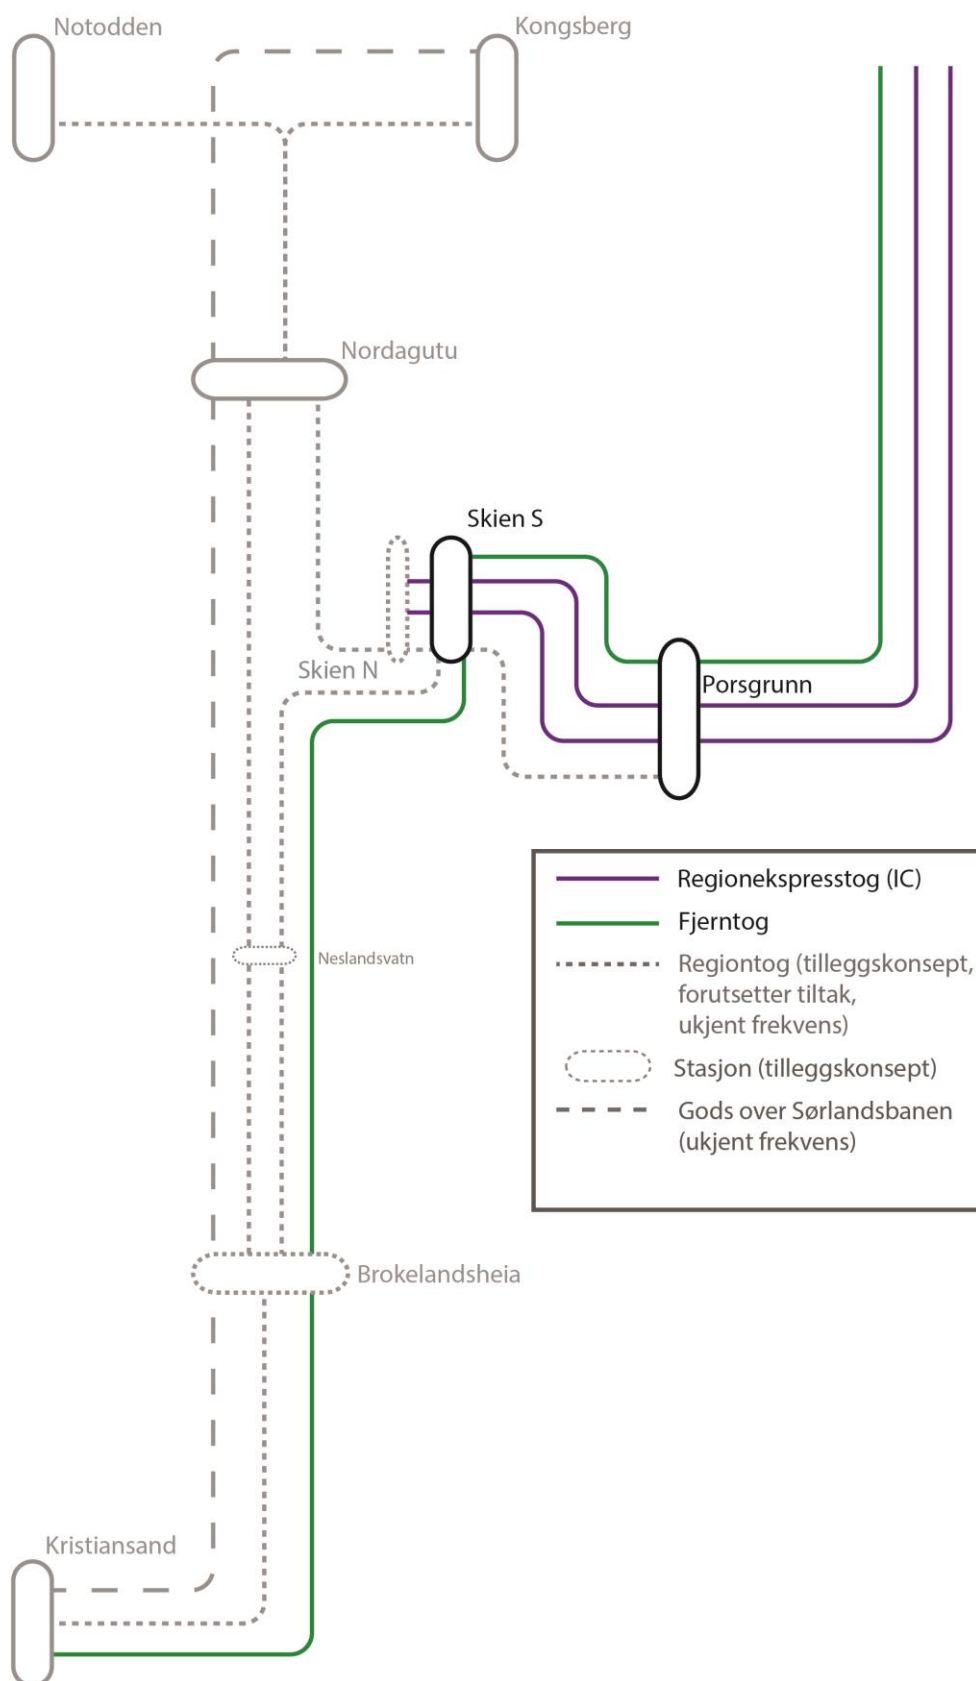 Notodden
Kongsberg
Nordagutu
Skien S
Skien N
Porsgrunn
Regionekspresstog (IC)
Fjerntog
Neslandsvatn
Regiontog (tilleggskonsept,
forutsetter tiltak,
ukjent frekvens)
Stasjon (tilleggskonsept)
Gods over Sørlandsbanen
(ukjent frekvens)
Brokelandsheia
Kristiansand